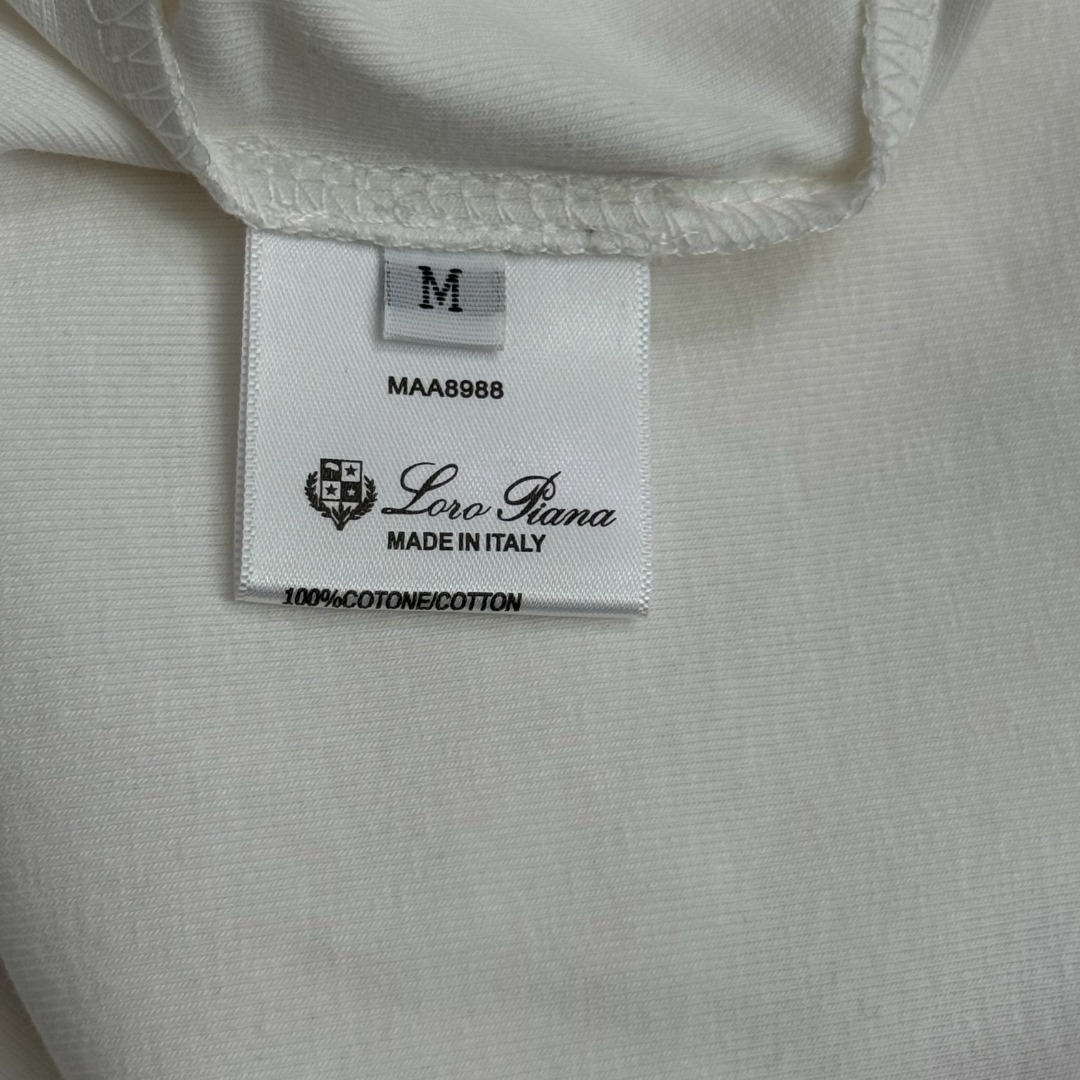 M
MAA8988
Loro Piana
MADE IN ITALY
100%COTONE/COTTON